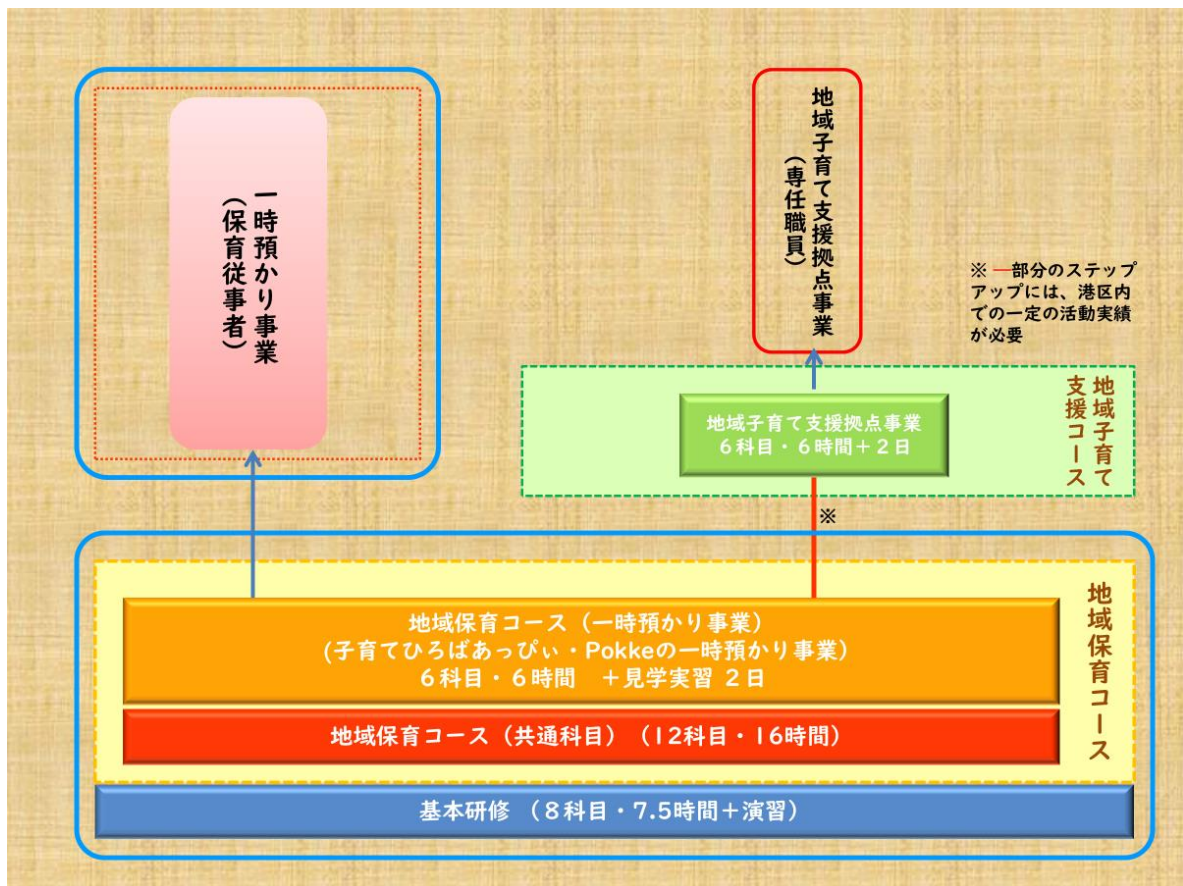 一時預かり事業
（保育従事者）
地域子育て支援拠点事業
（専任職員）
※ ―部分のステップ
アップには、港区内
での一定の活動実績
が必要
地域子育て
支援コース
地域子育て支援拠点事業
６科目・６時間＋２日
※
地域保育コース
地域保育コース（一時預かり事業）
(子育てひろばあっぴぃ・Pokkeの一時預かり事業）
６科目・６時間　＋見学実習 ２日
地域保育コース（共通科目）（12科目・16時間）
基本研修 （８科目・7.5時間＋演習）